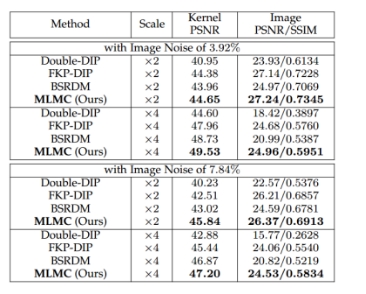 Method Scale Kernel PSNR Image PSNR/SSIM
with Image Noise of 3.92%
Double-DIP ×2 40.95 23.93/0.6134
FKP-DIP ×2 44.38 27.14/0.7228
BSRDM ×2 43.96 24.97/0.7069
MLMC (Ours) ×2 44.65 27.24/0.7345
Double-DIP ×4 44.60 18.42/0.3897
FKP-DIP ×4 47.96 24.68/0.5760
BSRDM ×4 48.73 20.99/0.5387
MLMC (Ours) ×4 49.53 24.96/0.5951
with Image Noise of 7.84%
Double-DIP ×2 40.23 22.57/0.5376
FKP-DIP ×2 42.51 26.21/0.6857
BSRDM ×2 43.02 24.59/0.6781
MLMC (Ours) ×2 45.84 26.37/0.6913
Double-DIP ×4 42.88 15.77/0.2628
FKP-DIP ×4 45.44 24.06/0.5540
BSRDM ×4 46.87 20.82/0.5219
MLMC (Ours) ×4 47.20 24.53/0.5834